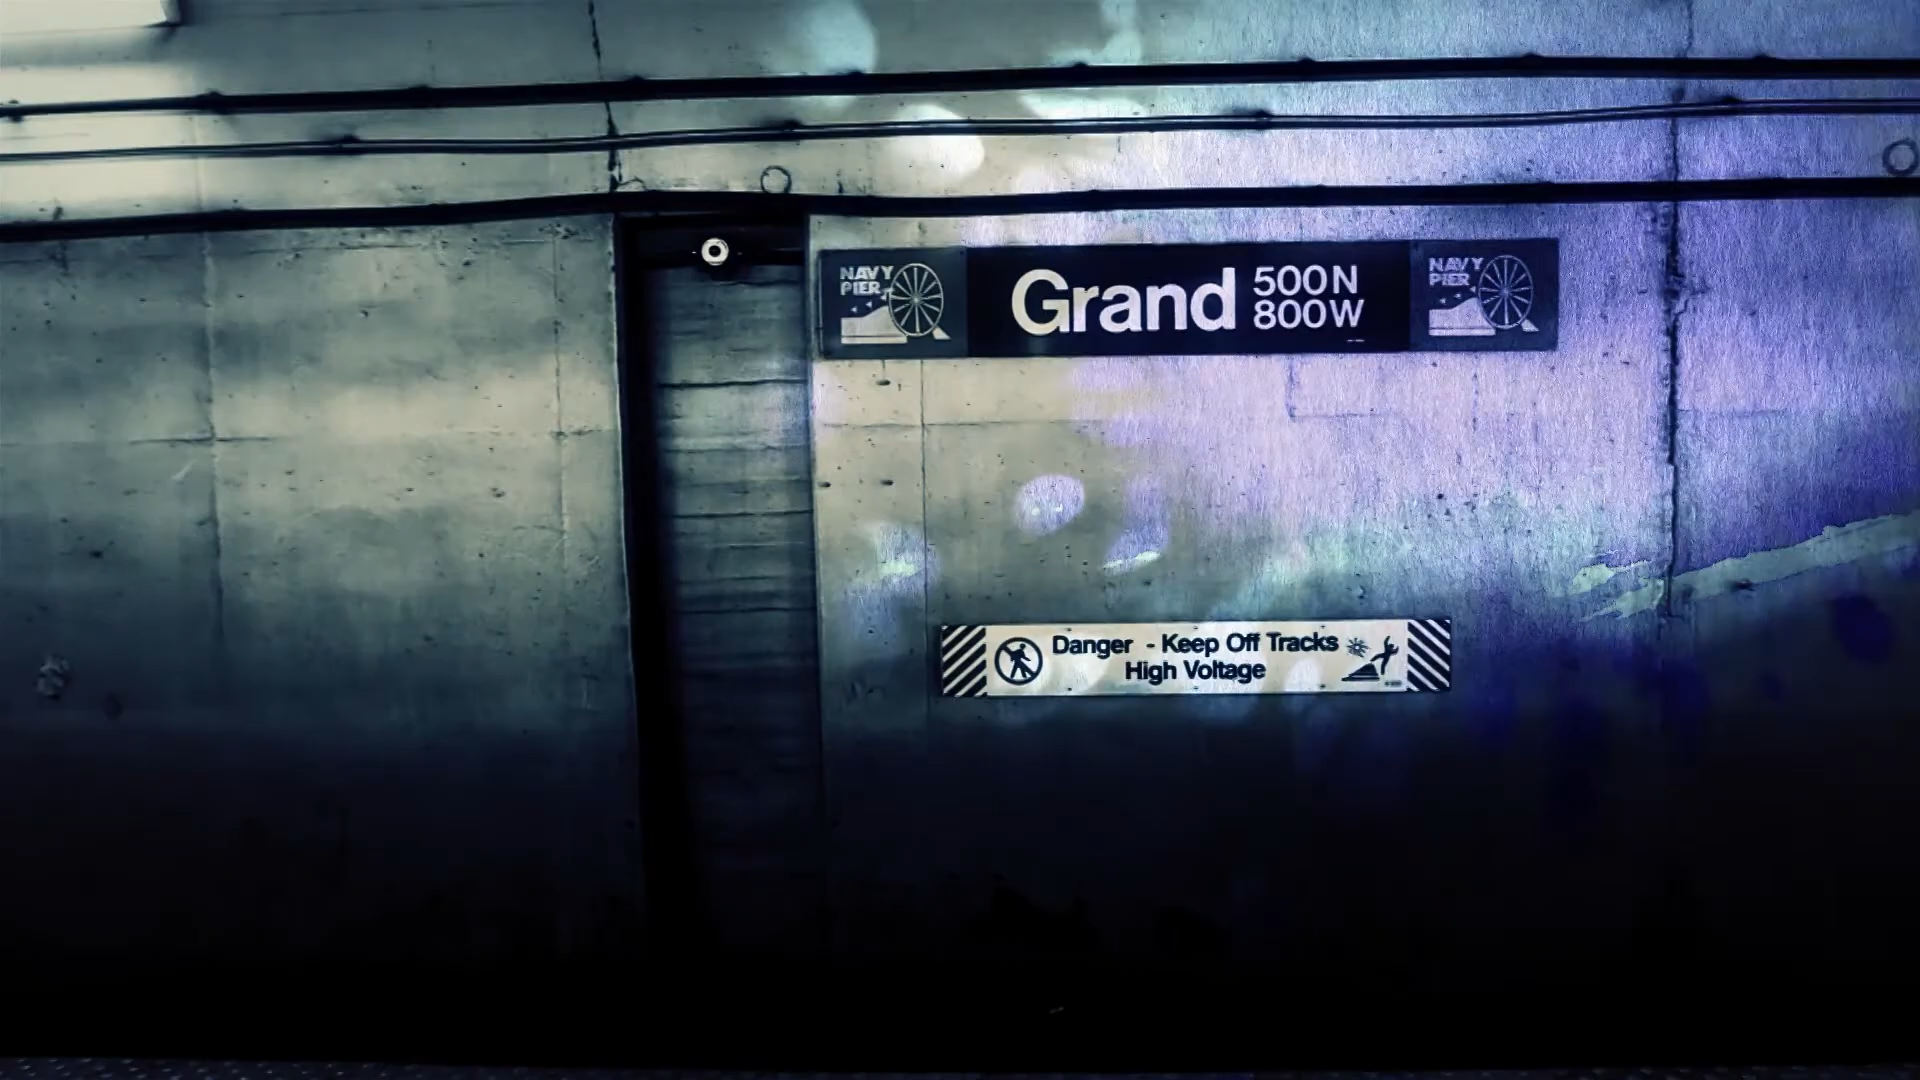 NAVY
PIER
Grand
500N
800W
NAVY
PIER
Danger - Keep Off Tracks
High Voltage